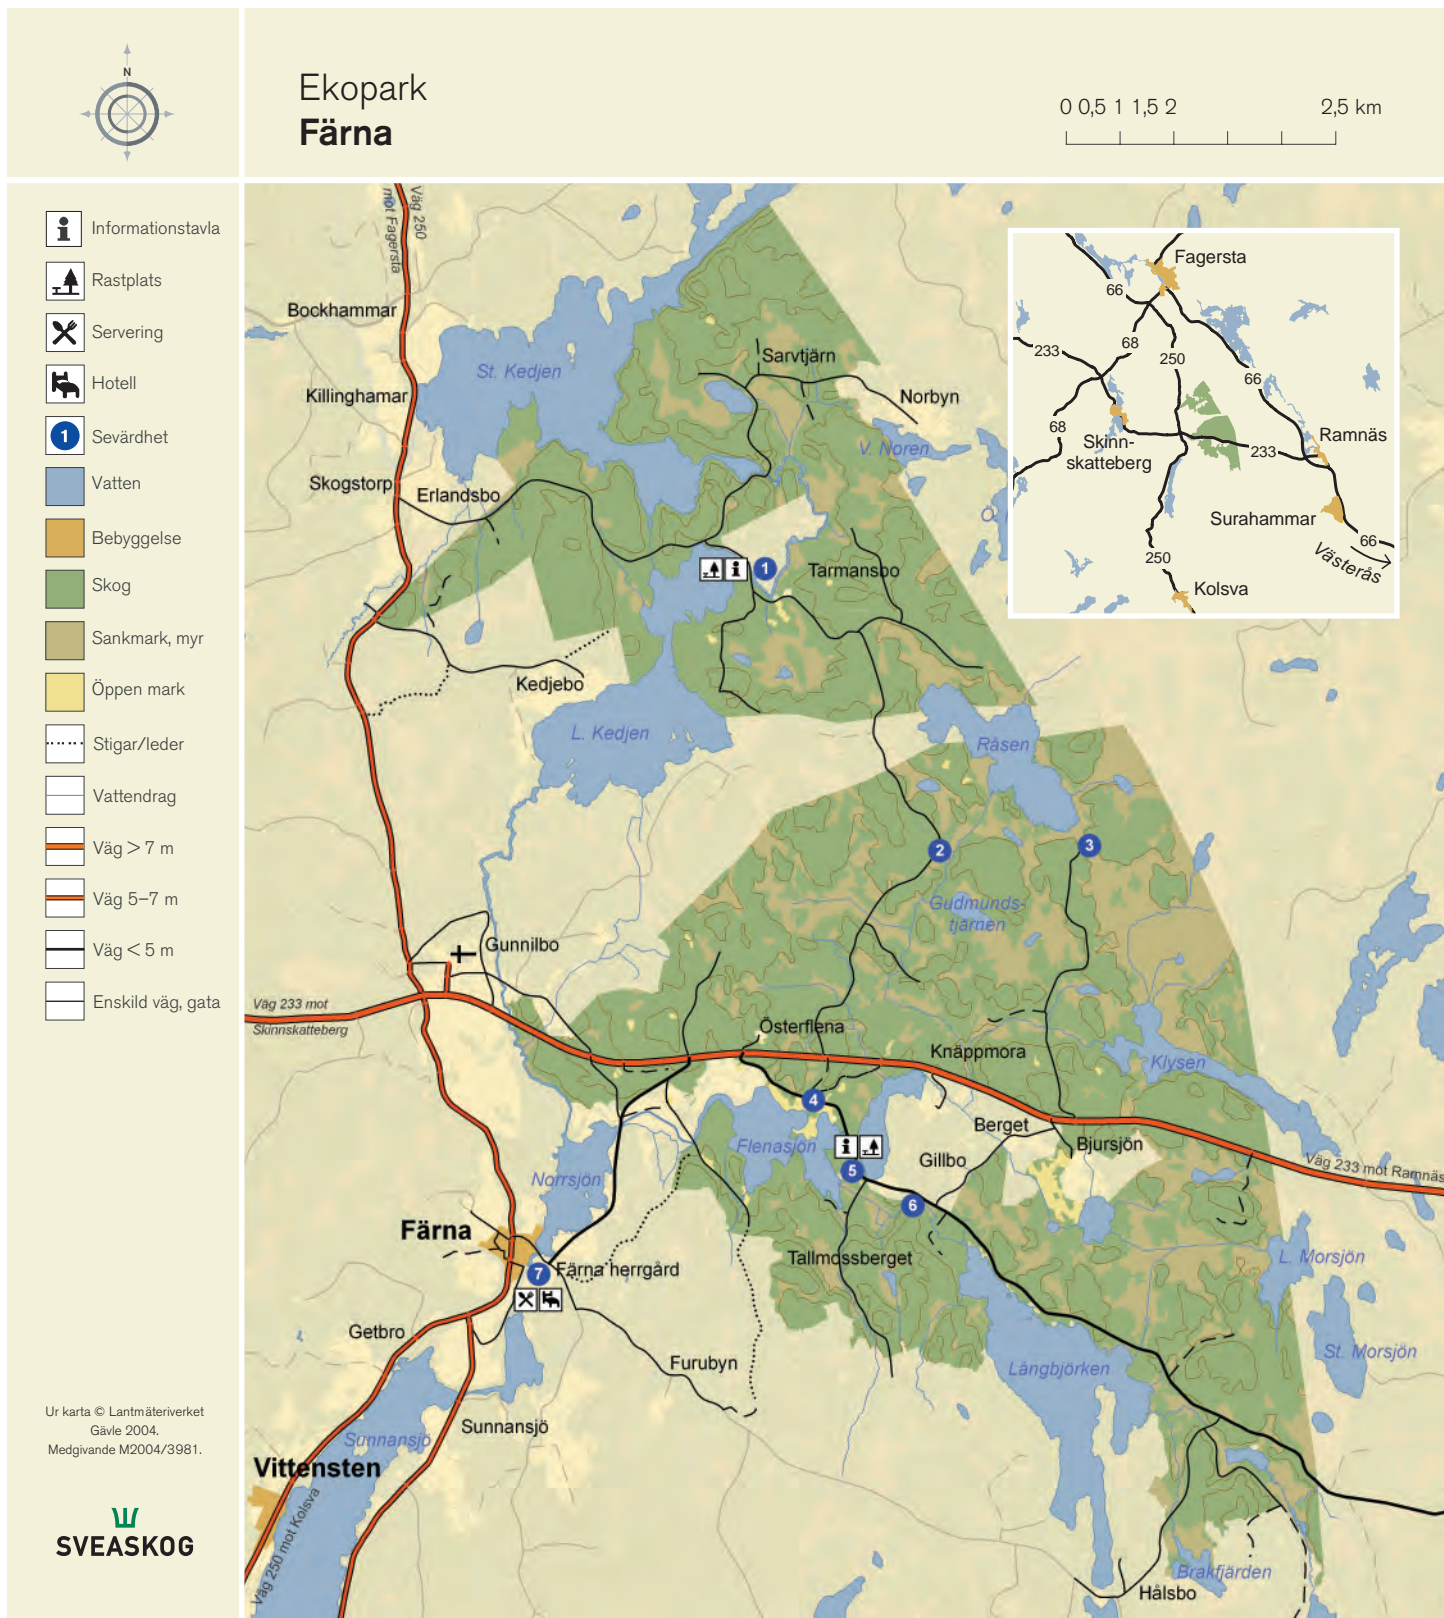 N
Ekopark
Färna
0 0,5 1 1,5 2 2,5 km
Informationstavla
Rastplats
Servering
Hotell
1 Sevärdhet
Vatten
Bebyggelse
Skog
Sankmark, myr
Öppen mark
Stigar/leder
Vattendrag
Väg > 7 m
Väg 5–7 m
Väg < 5 m
Enskild väg, gata
Ur karta © Lantmäteriverket
Gävle 2004.
Medgivande M2004/3981.
SVEASKOG
Väg 250
mot Fagersta
Bockhammar
St. Kedjen
Sarvtjärn
Killinghamar
Norbyn
V. Noren
Skogstorp
Erlandsbo
Ö.
1
Tarmansbo
Kedjebo
L. Kedjen
Råsen
2
3
Gudmunds-
tjärnen
Gunnilbo
Väg 233 mot
Skinnskatteberg
Österflena
Knäppmora
Klysen
4
Berget
Bjursjön
Flenasjön
5
Gillbo
Väg 233 mot Ramnäs
Norrsjön
6
Färna
Tallmossberget
L. Morsjön
7
Färna herrgård
Getbro
Furubyn
Långbjörken
St. Morsjön
Sunnansjö
Sunnansjö
Vittensten
Väg 250 mot Kolsva
Brakfjärden
Hålsbo
Fagersta
66
68
233
250
66
68
Skinn-
skatteberg
233
Ramnäs
Surahammar
66
Västerås
250
Kolsva